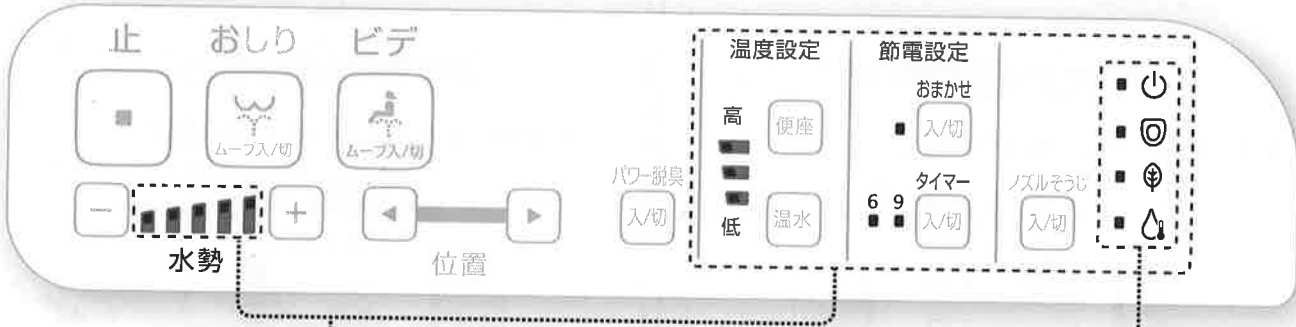 止 おしり ビデ
ムーブ入/切 ムーブ入/切
水勢
位置
パワー脱臭
入/切
温度設定
高
便座
低
温水
節電設定
おまかせ
入/切
タイマー
6 9
入/切
ノズルそうじ
入/切